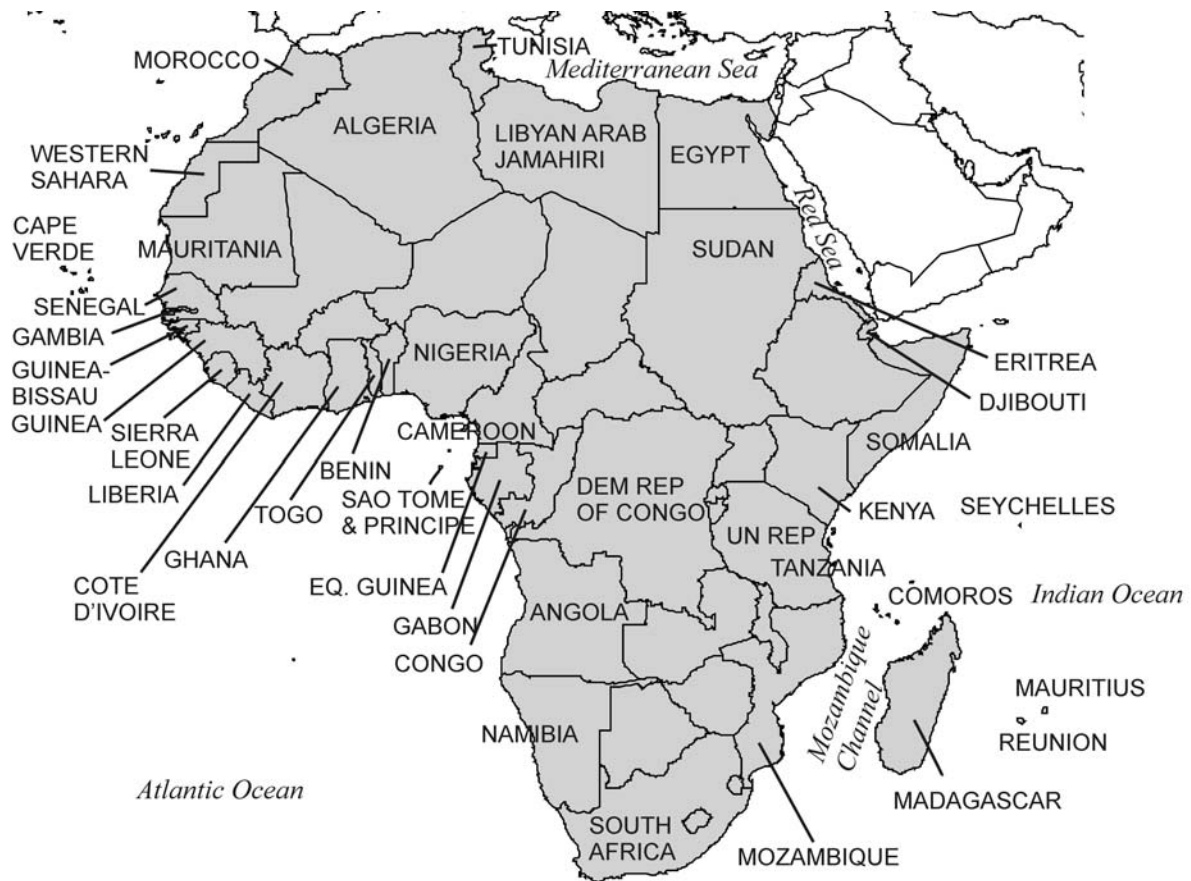 MOROCCO
TUNISIA
Mediterranean Sea
ALGERIA
LIBYAN ARAB
JAMAHIRI
EGYPT
WESTERN
SAHARA
Red Sea
CAPE
VERDE
MAURITANIA
SUDAN
SENEGAL
GAMBIA
NIGERIA
GUINEA-
BISSAU
GUINEA
ERITREA
DJIBOUTI
SIERRA
LEONE
CAMEROON
SOMALIA
LIBERIA
BENIN
TOGO
SAO TOME
& PRINCIPE
DEM REP
OF CONGO
KENYA
SEYCHELLES
GHANA
UN REP
TANZANIA
COTE
D'IVOIRE
EQ. GUINEA
ANGOLA
COMOROS
Indian Ocean
GABON
CONGO
Mozambique
Channel
MAURITIUS
REUNION
NAMIBIA
Atlantic Ocean
MADAGASCAR
SOUTH
AFRICA
MOZAMBIQUE